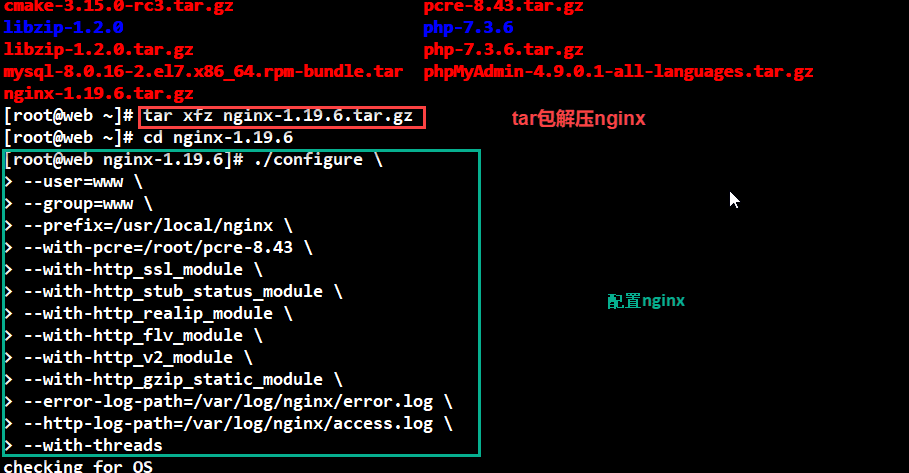 cmake-3.15.0-rc3.tar.gz pcre-8.43.tar.gz
libzip-1.2.0 php-7.3.6
libzip-1.2.0.tar.gz php-7.3.6.tar.gz
mysql-8.0.16-2.el7.x86_64.rpm-bundle.tar phpMyAdmin-4.9.0.1-all-languages.tar.gz
nginx-1.19.6.tar.gz
[root@web ~]# tar xfz nginx-1.19.6.tar.gz tar包解压nginx
[root@web ~]# cd nginx-1.19.6
[root@web nginx-1.19.6]# ./configure \
> --user=www \
> --group=www \
> --prefix=/usr/local/nginx \
> --with-pcre=/root/pcre-8.43 \
> --with-http_ssl_module \
> --with-http_stub_status_module \
> --with-http_realip_module \
> --with-http_flv_module \
> --with-http_v2_module \
> --with-http_gzip_static_module \
> --error-log-path=/var/log/nginx/error.log \
> --http-log-path=/var/log/nginx/access.log \
> --with-threads
配置nginx
checking for OS